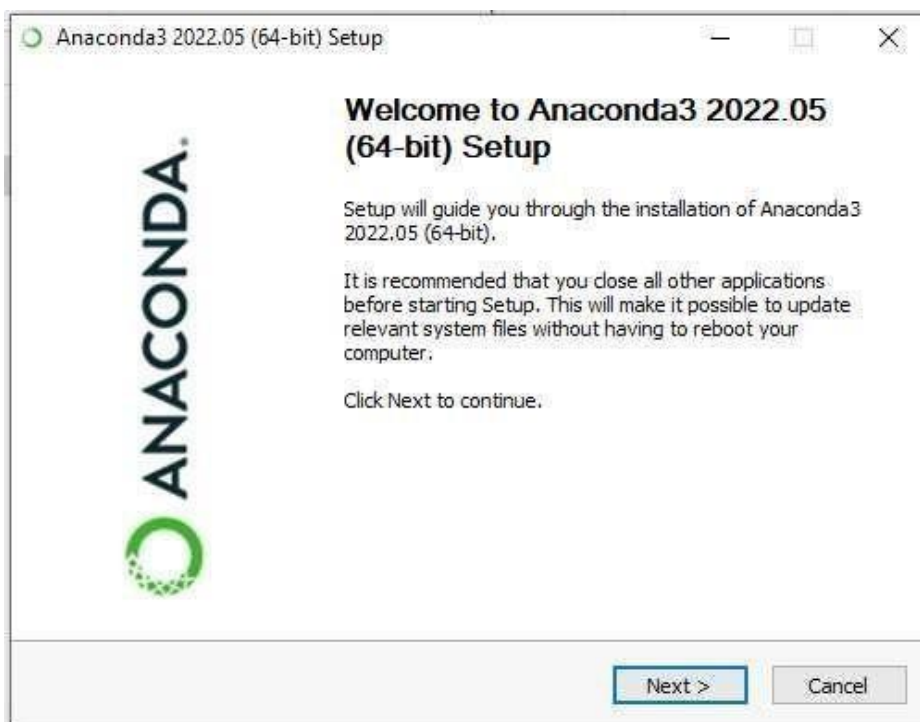 Anaconda3 2022.05 (64-bit) Setup
ANACONDA.
Welcome to Anaconda3 2022.05
(64-bit) Setup
Setup will guide you through the installation of Anaconda3
2022.05 (64-bit).
It is recommended that you close all other applications
before starting Setup. This will make it possible to update
relevant system files without having to reboot your
computer.
Click Next to continue.
Next >
Cancel